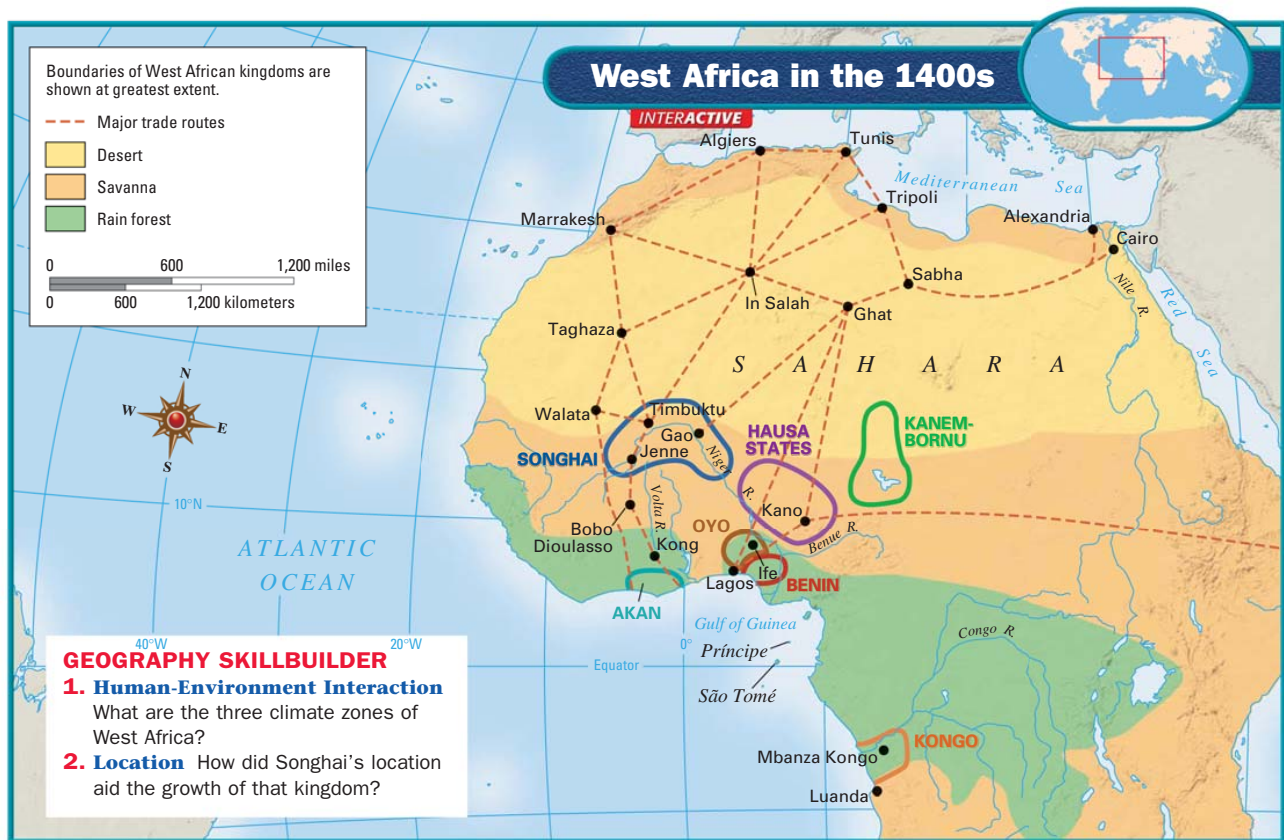 West Africa in the 1400s
INTERACTIVE
Boundaries of West African kingdoms are
shown at greatest extent.
Major trade routes
Desert
Savanna
Rain forest
0 600 1,200 miles
0 600 1,200 kilometers
N
W
E
S
Algiers
Tunis
Mediterranean Sea
Tripoli
Marrakesh
Alexandria
Cairo
Nile R.
Red Sea
In Salah
Sabha
Ghat
Taghaza
SAHARA
Walata
Timbuktu
Gao
Jenne
Niger R.
SONGHAI
HAUSA
STATES
KANEM-
BORNU
10°N
Bobo
Dioulasso
Volta R.
Kong
OYO
Kano
Benue R.
Ife
Lagos
BENIN
AKAN
ATLANTIC
OCEAN
Gulf of Guinea
40°W
20°W
0°
Equator
Príncipe
São Tomé
Congo R
Mbanza Kongo
KONGO
Luanda
GEOGRAPHY SKILLBUILDER
1. Human-Environment Interaction
What are the three climate zones of
West Africa?
2. Location How did Songhai's location
aid the growth of that kingdom?